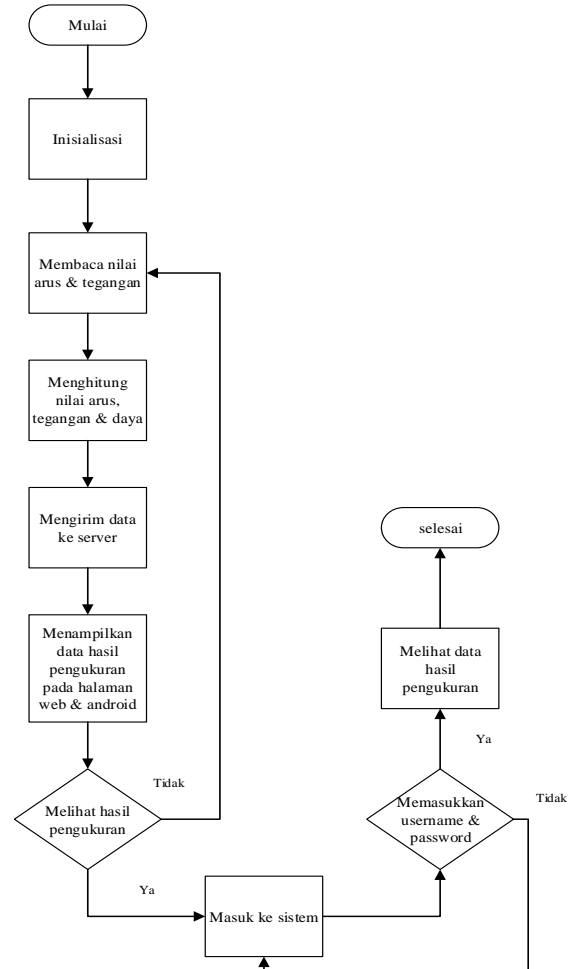 Mulai
Inisialisasi
Membaca nilai
arus & tegangan
Menghitung
nilai arus,
tegangan & daya
Mengirim data
ke server
Menampilkan
data hasil
pengukuran
pada halaman
web & android
Melihat hasil
pengukuran
Tidak
Ya
Masuk ke sistem
Memasukkan
username &
password
Tidak
Ya
Melihat data
hasil
pengukuran
selesai